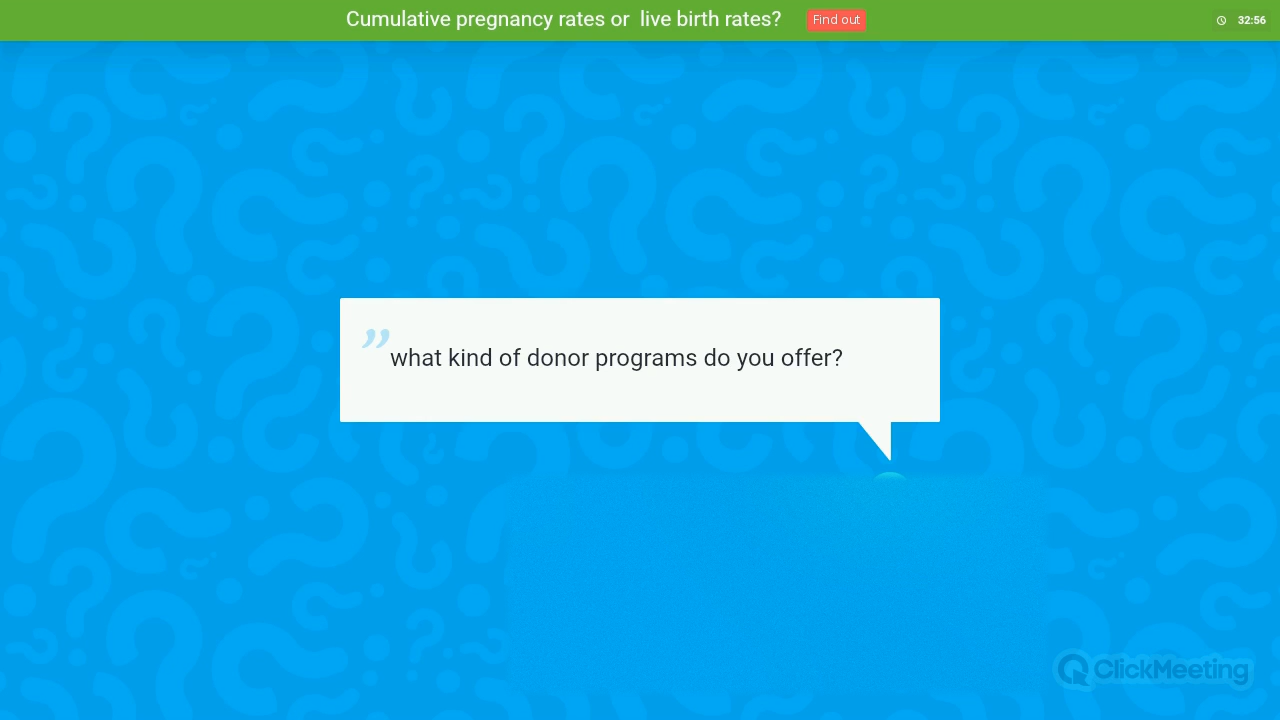 Cumulative pregnancy rates or  live birth rates?
Find out
32:56
” what kind of donor programs do you offer?
ClickMeeting